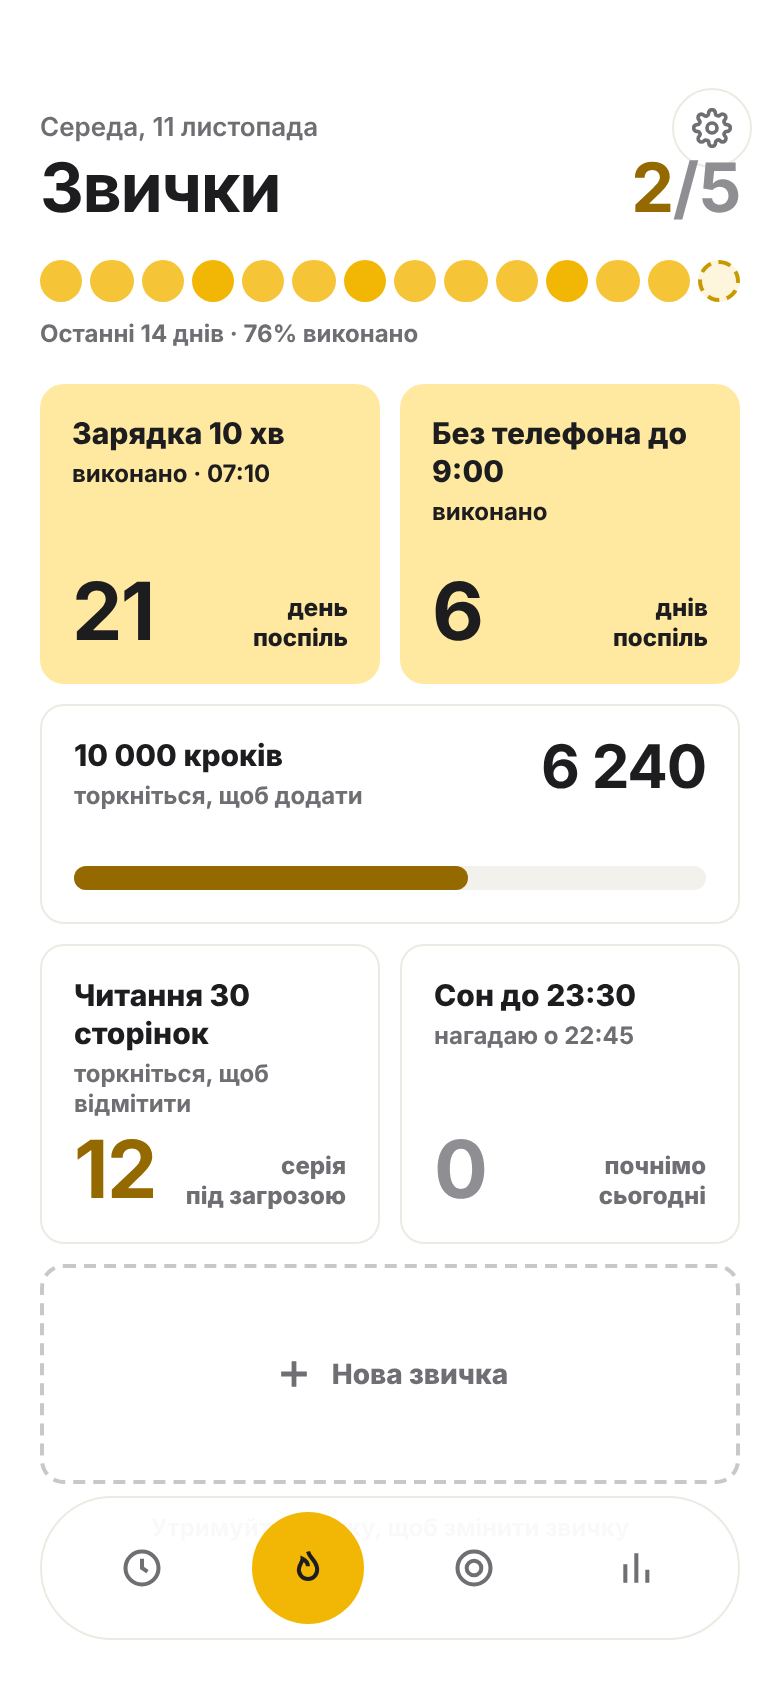 Середа, 11 листопада
Звички
2/5
Останні 14 днів · 76% виконано
Зарядка 10 хв
виконано · 07:10
21
день
поспіль
Без телефона до
9:00
виконано
6
днів
поспіль
10 000 кроків
торкніться, щоб додати
6 240
Читання 30
сторінок
торкніться, щоб
відмітити
12
серія
під загрозою
Сон до 23:30
нагадаю о 22:45
0
почнімо
сьогодні
Нова звичка
щоб змінити звичку